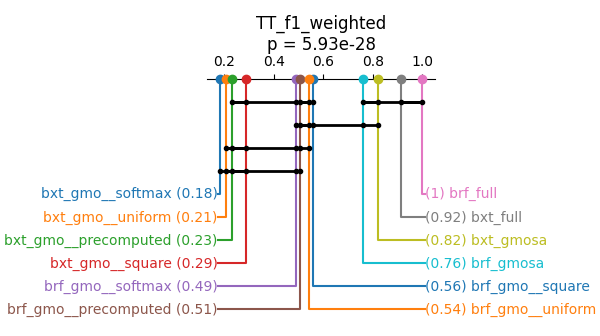 TT_f1_weighted
p = 5.93e-28
0.2 0.4 0.6 0.8 1.0
bxt_gmo__softmax (0.18) (1) brf_full
bxt_gmo__uniform (0.21) (0.92) bxt_full
bxt_gmo__precomputed (0.23) (0.82) bxt_gmosa
bxt_gmo__square (0.29) (0.76) brf_gmosa
brf_gmo__softmax (0.49) (0.56) brf_gmo__square
brf_gmo__precomputed (0.51) (0.54) brf_gmo__uniform